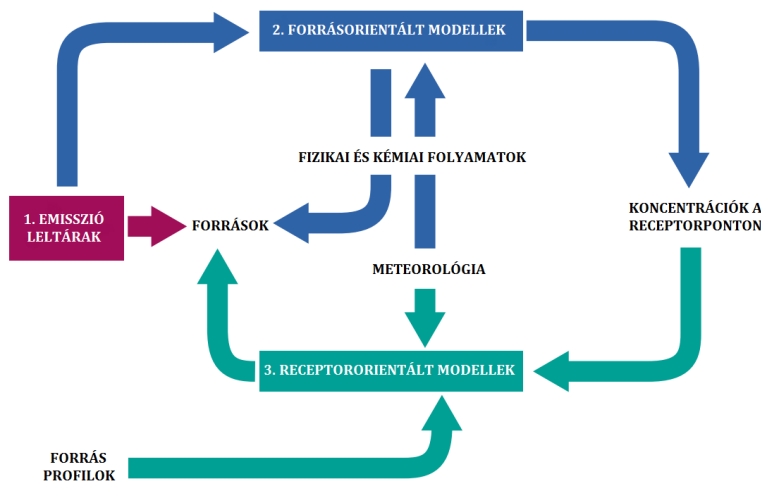 2. FORRÁSORIENTÁLT MODELLEK
FIZIKAI ÉS KÉMIAI FOLYAMATOK
1. EMISSZIÓ
LELTÁRAK
FORRÁSOK
KONCENTRÁCIÓK A
RECEPTORPONTON
METEOROLÓGIA
3. RECEPTORORIENTÁLT MODELLEK
FORRÁS
PROFILOK